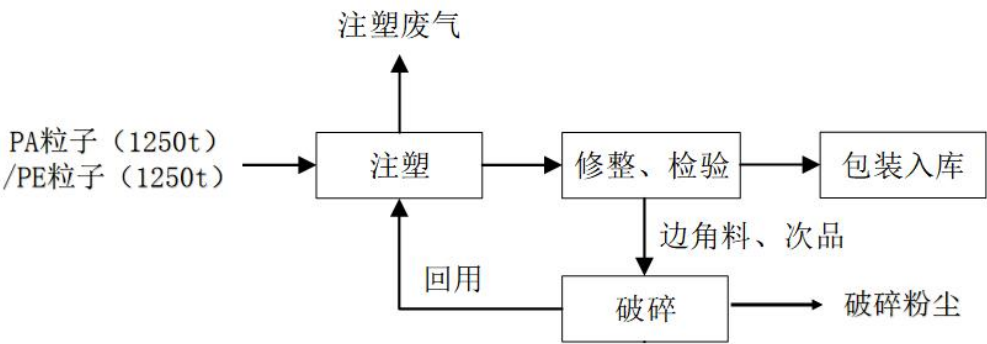 注塑废气
PA粒子（1250t）
/PE粒子（1250t）
注塑
修整、检验
包装入库
边角料、次品
回用
破碎
破碎粉尘